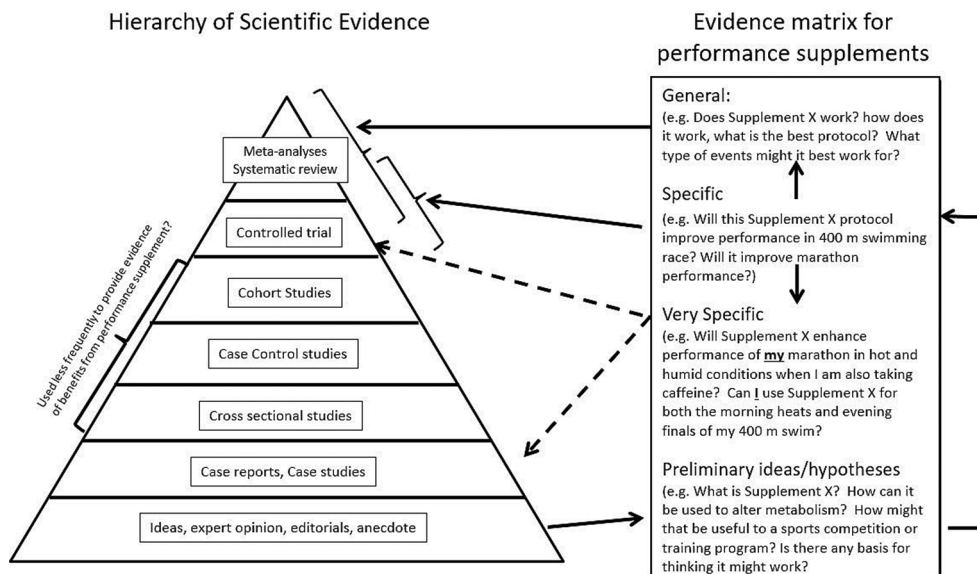 Hierarchy of Scientific Evidence
Meta-analyses
Systematic review
Controlled trial
Cohort Studies
Case Control studies
Cross sectional studies
Case reports, Case studies
Ideas, expert opinion, editorials, anecdote
Used less frequently to provide evidence
of benefits from performance supplement?
Evidence matrix for
performance supplements
General:
(e.g. Does Supplement X work? how does
it work, what is the best protocol? What
type of events might it best work for?
Specific
(e.g. Will this Supplement X protocol
improve performance in 400 m swimming
race? Will it improve marathon
performance?)
Very Specific
(e.g. Will Supplement X enhance
performance of my marathon in hot and
humid conditions when I am also taking
caffeine? Can I use Supplement X for
both the morning heats and evening
finals of my 400 m swim?
Preliminary ideas/hypotheses
(e.g. What is Supplement X? How can it
be used to alter metabolism? How might
that be useful to a sports competition or
training program? Is there any basis for
thinking it might work?